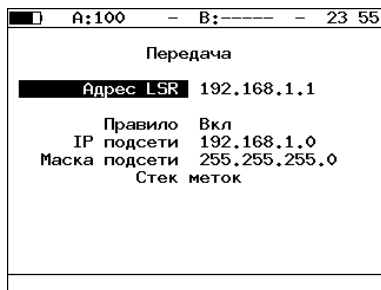 A:100 – B:----- – 23 55
Передача
Адрес LSR 192.168.1.1
Правило Вкл
IP подсети 192.168.1.0
Маска подсети 255.255.255.0
Стек меток